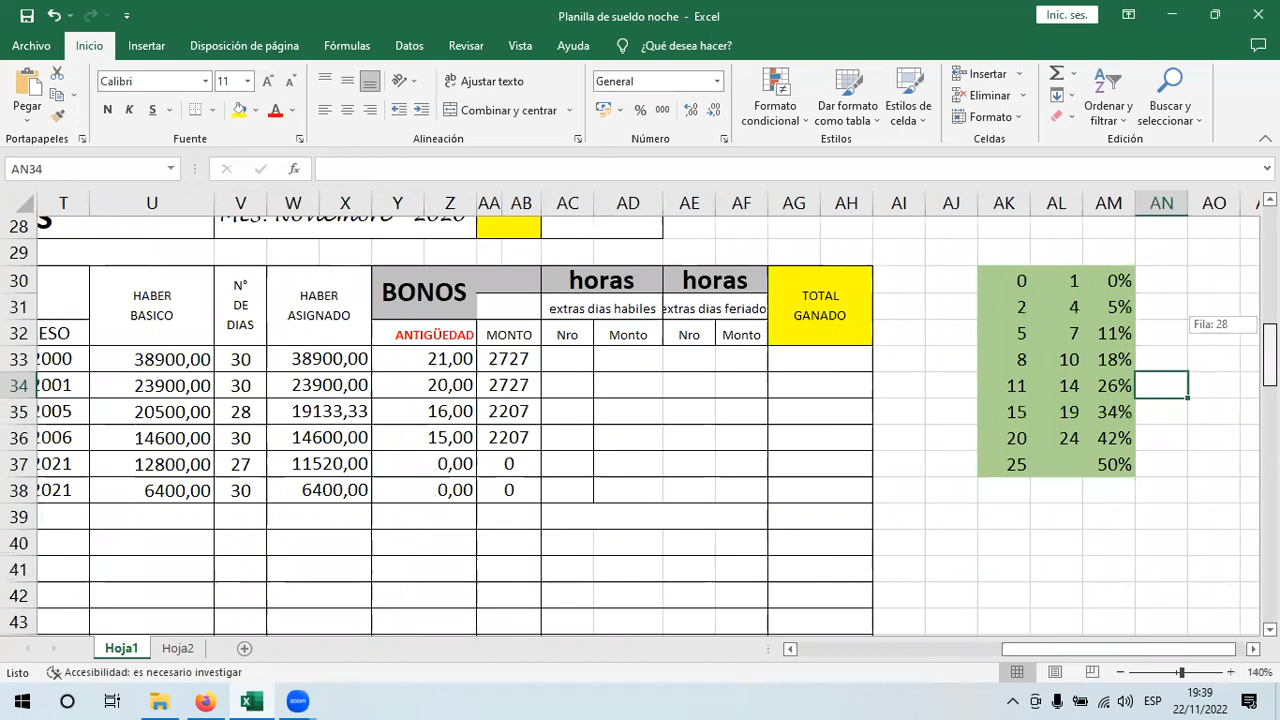 Planilla de sueldo noche - Excel
Inic. ses.
Archivo Inicio Insertar Disposición de página Fórmulas Datos Revisar Vista Ayuda ¿Qué desea hacer?
Pegar
Calibri 11
N K S
Ajustar texto
Combinar y centrar
General
% 000
Formato condicional
Dar formato como tabla
Estilos de celda
Insertar
Eliminar
Formato
Ordenar y filtrar
Buscar y seleccionar
Portapapeles Fuente Alineación Número Estilos Celdas Edición
AN34 fx
T U V W X Y Z AA AB AC AD AE AF AG AH AI AJ AK AL AM AN AO
28 S MES: Noviembre 2020
29
30 HABER BASICO N° DE DIAS HABER ASIGNADO BONOS horas horas TOTAL GANADO 0 1 0%
31 extras dias habiles extras dias feriado 2 4 5%
32 ESO ANTIGÜEDAD MONTO Nro Monto Nro Monto 5 7 11%
Fila: 28
33 2000 38900,00 30 38900,00 21,00 2727 8 10 18%
34 2001 23900,00 30 23900,00 20,00 2727 11 14 26%
35 2005 20500,00 28 19133,33 16,00 2207 15 19 34%
36 2006 14600,00 30 14600,00 15,00 2207 20 24 42%
37 2021 12800,00 27 11520,00 0,00 0 25 50%
38 2021 6400,00 30 6400,00 0,00 0
39
40
41
42
43
Hoja1 Hoja2
Listo Accesibilidad: es necesario investigar 140%
zoom
ESP
19:39
22/11/2022